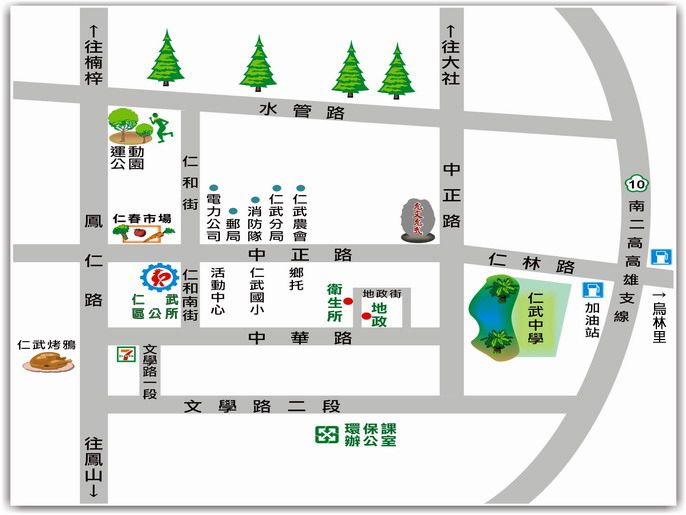 ↑往楠梓
↑往大社
水管路
運動
公園
仁和街
中正路
10
南二高高雄支線
鳳仁路
仁春市場
電力公司
郵局
消防隊
仁武分局
仁武農會
中正路
仁林路
→烏林里
仁武
區公所
仁和南街
活動中心
仁武國小
鄉托
衛生所
地政街
地政
仁武中學
加油站
中華路
仁武烤鴨
7
文學路一段
文學路二段
環保課
辦公室
往鳳山↓